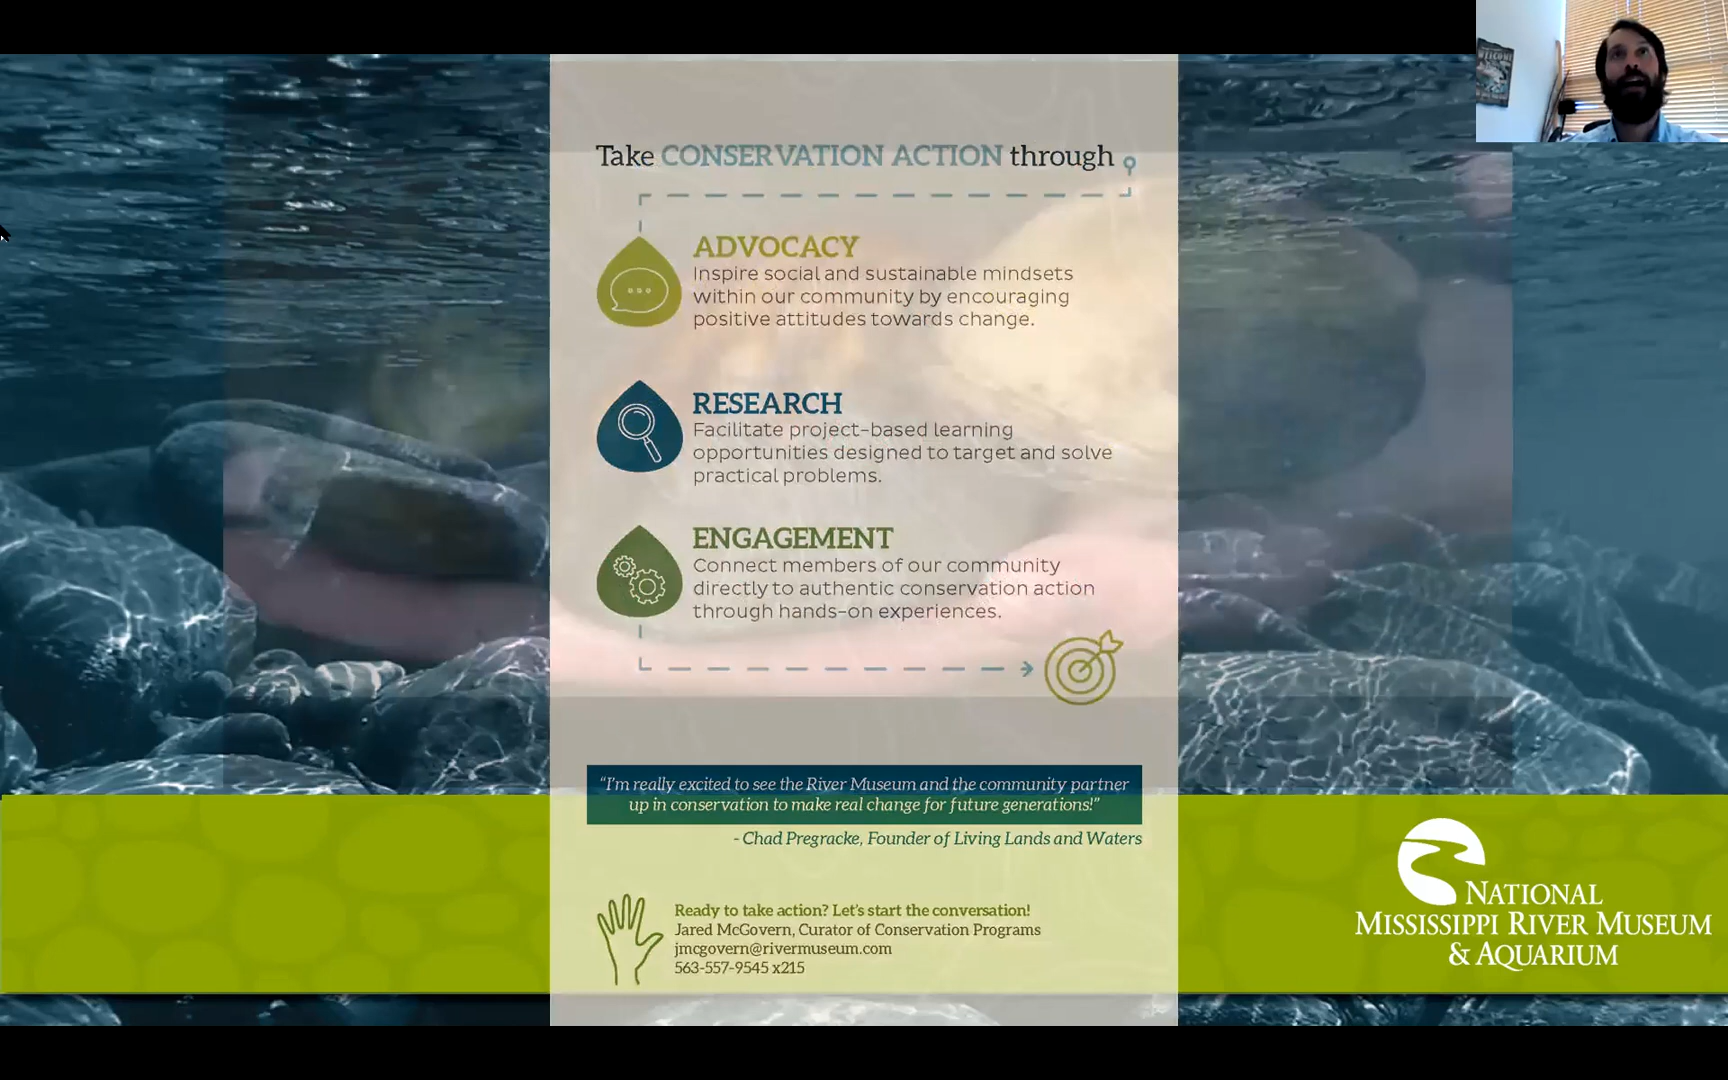 Take CONSERVATION ACTION through
ADVOCACY
Inspire social and sustainable mindsets
within our community by encouraging
positive attitudes towards change.
RESEARCH
Facilitate project-based learning
opportunities designed to target and solve
practical problems.
ENGAGEMENT
Connect members of our community
directly to authentic conservation action
through hands-on experiences.
“I'm really excited to see the River Museum and the community partner
up in conservation to make real change for future generations!”
- Chad Pregracke, Founder of Living Lands and Waters
Ready to take action? Let's start the conversation!
Jared McGovern, Curator of Conservation Programs
jmcgovern@rivermuseum.com
563-557-9545 x215
NATIONAL
MISSISSIPPI RIVER MUSEUM
& AQUARIUM
WELCOME